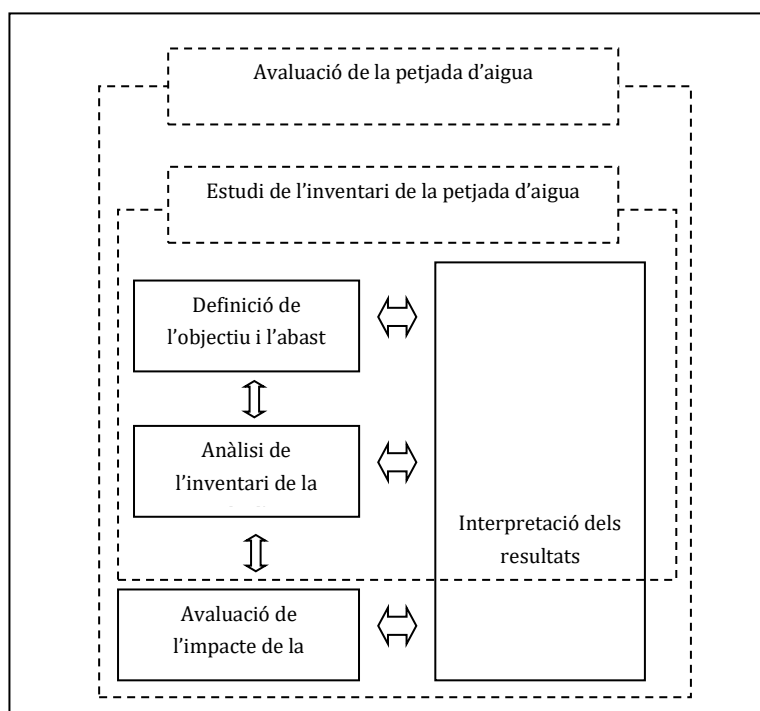 Avaluació de la petjada d’aigua
Estudi de l’inventari de la petjada d’aigua
Definició de
l’objectiu i l’abast
Anàlisi de
l’inventari de la
Interpretació dels
resultats
Avaluació de
l’impacte de la